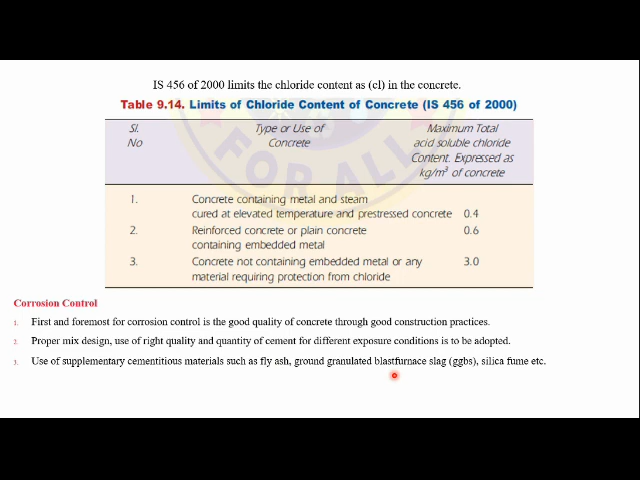 IS 456 of 2000 limits the chloride content as (cl) in the concrete.
Table 9.14. Limits of Chloride Content of Concrete (IS 456 of 2000)
Sl. Type or Use of Maximum Total
No Concrete acid soluble chloride
Content. Expressed as
kg/m³ of concrete
1. Concrete containing metal and steam
cured at elevated temperature and prestressed concrete 0.4
2. Reinforced concrete or plain concrete 0.6
containing embedded metal
3. Concrete not containing embedded metal or any 3.0
material requiring protection from chloride
FOR ALL
Corrosion Control
1. First and foremost for corrosion control is the good quality of concrete through good construction practices.
2. Proper mix design, use of right quality and quantity of cement for different exposure conditions is to be adopted.
3. Use of supplementary cementitious materials such as fly ash, ground granulated blastfurnace slag (ggbs), silica fume etc.